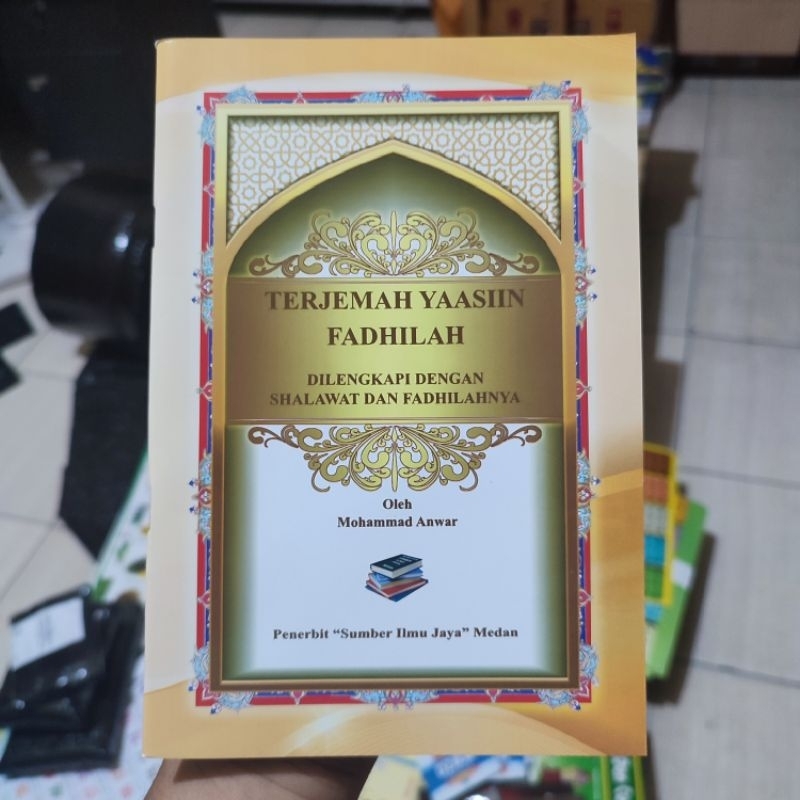 TERJEMAH YAASIIN
FADHILAH
DILENGKAPI DENGAN
SHALAWAT DAN FADHILAHNYA
Oleh
Mohammad Anwar
Penerbit “Sumber Ilmu Jaya” Medan